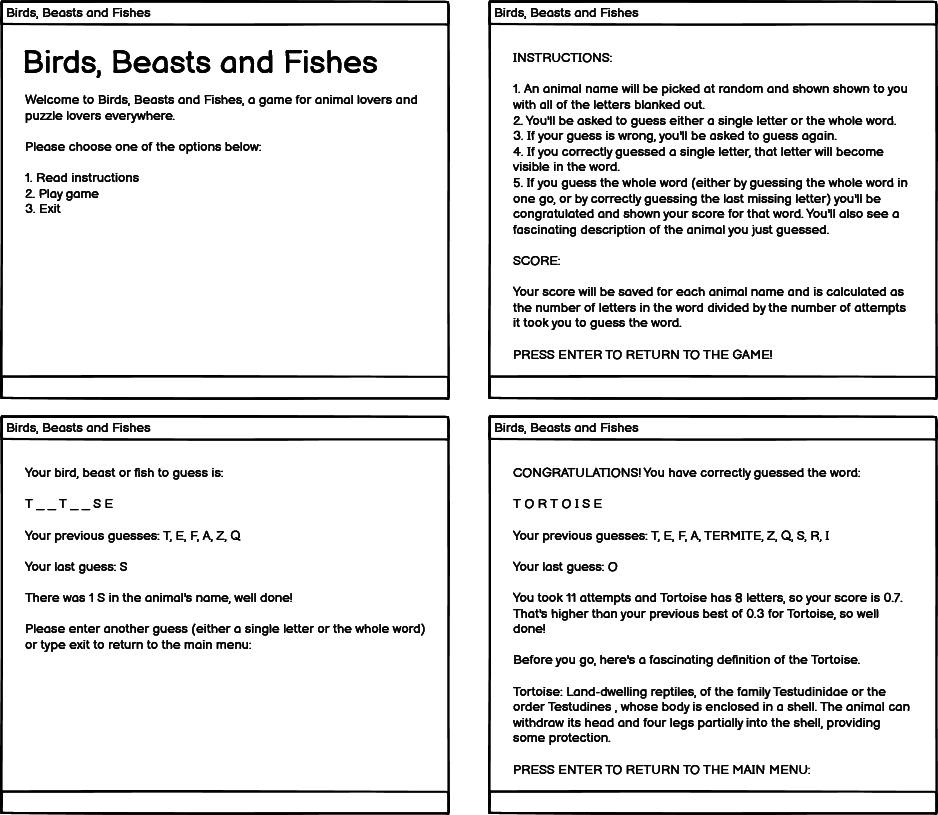 Birds, Beasts and Fishes
Birds, Beasts and Fishes
Welcome to Birds, Beasts and Fishes, a game for animal lovers and
puzzle lovers everywhere.
Please choose one of the options below:
1. Read instructions
2. Play game
3. Exit
Birds, Beasts and Fishes
INSTRUCTIONS:
1. An animal name will be picked at random and shown shown to you
with all of the letters blanked out.
2. You'll be asked to guess either a single letter or the whole word.
3. If your guess is wrong, you'll be asked to guess again.
4. If you correctly guessed a single letter, that letter will become
visible in the word.
5. If you guess the whole word (either by guessing the whole word in
one go, or by correctly guessing the last missing letter) you'll be
congratulated and shown your score for that word. You'll also see a
fascinating description of the animal you just guessed.
SCORE:
Your score will be saved for each animal name and is calculated as
the number of letters in the word divided by the number of attempts
it took you to guess the word.
PRESS ENTER TO RETURN TO THE GAME!
Birds, Beasts and Fishes
Your bird, beast or fish to guess is:
T _ _ T _ _ S E
Your previous guesses: T, E, F, A, Z, Q
Your last guess: S
There was 1 S in the animal's name, well done!
Please enter another guess (either a single letter or the whole word)
or type exit to return to the main menu:
Birds, Beasts and Fishes
CONGRATULATIONS! You have correctly guessed the word:
T O R T O I S E
Your previous guesses: T, E, F, A, TERMITE, Z, Q, S, R, I
Your last guess: O
You took 11 attempts and Tortoise has 8 letters, so your score is 0.7.
That's higher than your previous best of 0.3 for Tortoise, so well
done!
Before you go, here's a fascinating definition of the Tortoise.
Tortoise: Land-dwelling reptiles, of the family Testudinidae or the
order Testudines , whose body is enclosed in a shell. The animal can
withdraw its head and four legs partially into the shell, providing
some protection.
PRESS ENTER TO RETURN TO THE MAIN MENU: